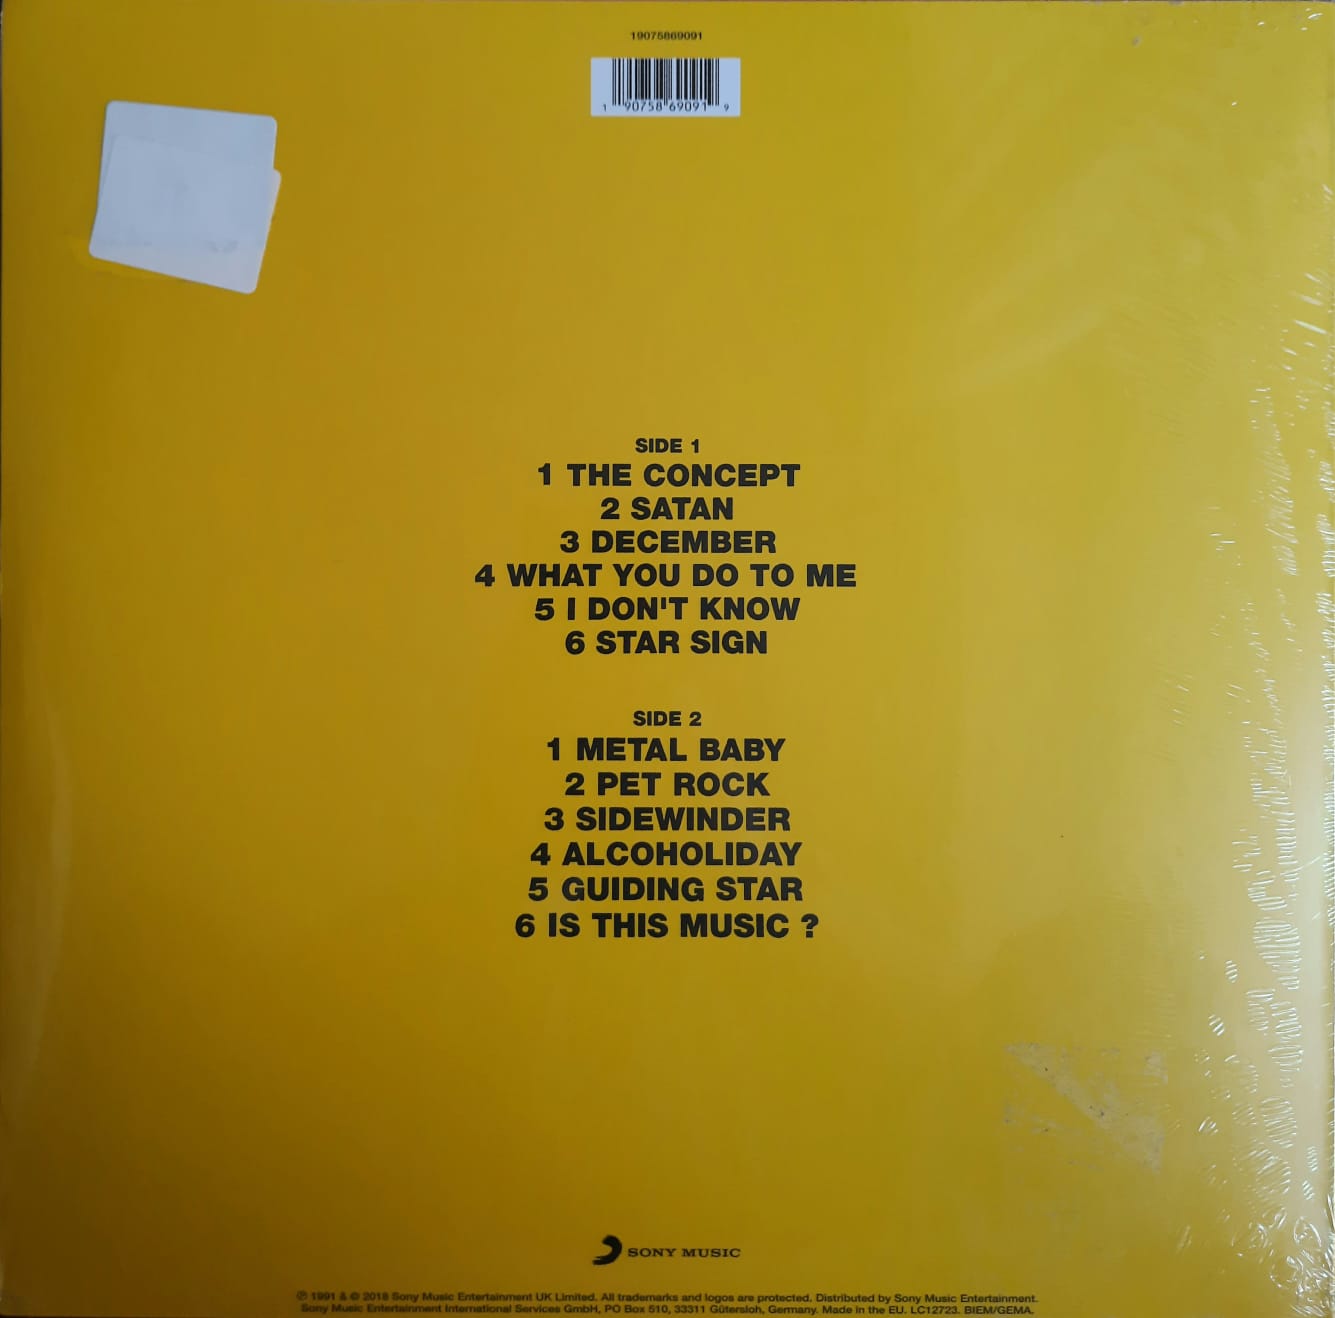 19075869091
1 90758 69091 9
SIDE 1
1 THE CONCEPT
2 SATAN
3 DECEMBER
4 WHAT YOU DO TO ME
5 I DON'T KNOW
6 STAR SIGN
SIDE 2
1 METAL BABY
2 PET ROCK
3 SIDEWINDER
4 ALCOHOLIDAY
5 GUIDING STAR
6 IS THIS MUSIC ?
SONY MUSIC
℗ 1991 & © 2018 Sony Music Entertainment UK Limited. All trademarks and logos are protected. Distributed by Sony Music Entertainment.
Sony Music Entertainment International Services GmbH, PO Box 510, 33311 Gütersloh, Germany. Made in the EU. LC12723. BIEM/GEMA.